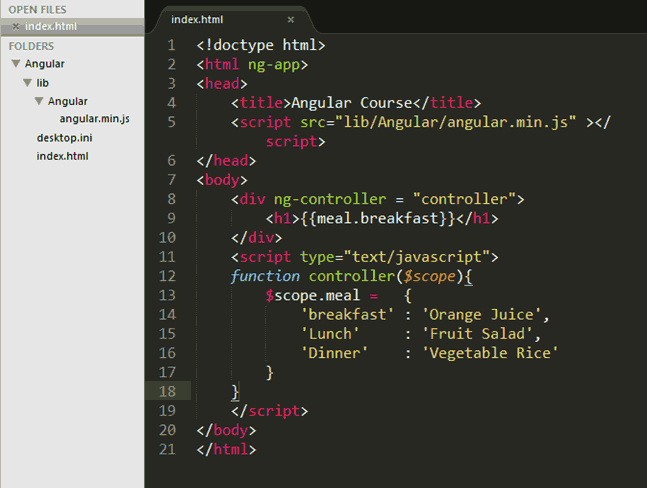 OPEN FILES
× index.html
FOLDERS
Angular
lib
Angular
angular.min.js
desktop.ini
index.html
index.html ×
1 <!doctype html>
2 <html ng-app>
3 <head>
4 <title>Angular Course</title>
5 <script src="lib/Angular/angular.min.js" ></
script>
6 </head>
7 <body>
8 <div ng-controller = "controller">
9 <h1>{{meal.breakfast}}</h1>
10 </div>
11 <script type="text/javascript">
12 function controller($scope){
13 $scope.meal = {
14 'breakfast' : 'Orange Juice',
15 'Lunch' : 'Fruit Salad',
16 'Dinner' : 'Vegetable Rice'
17 }
18 }
19 </script>
20 </body>
21 </html>